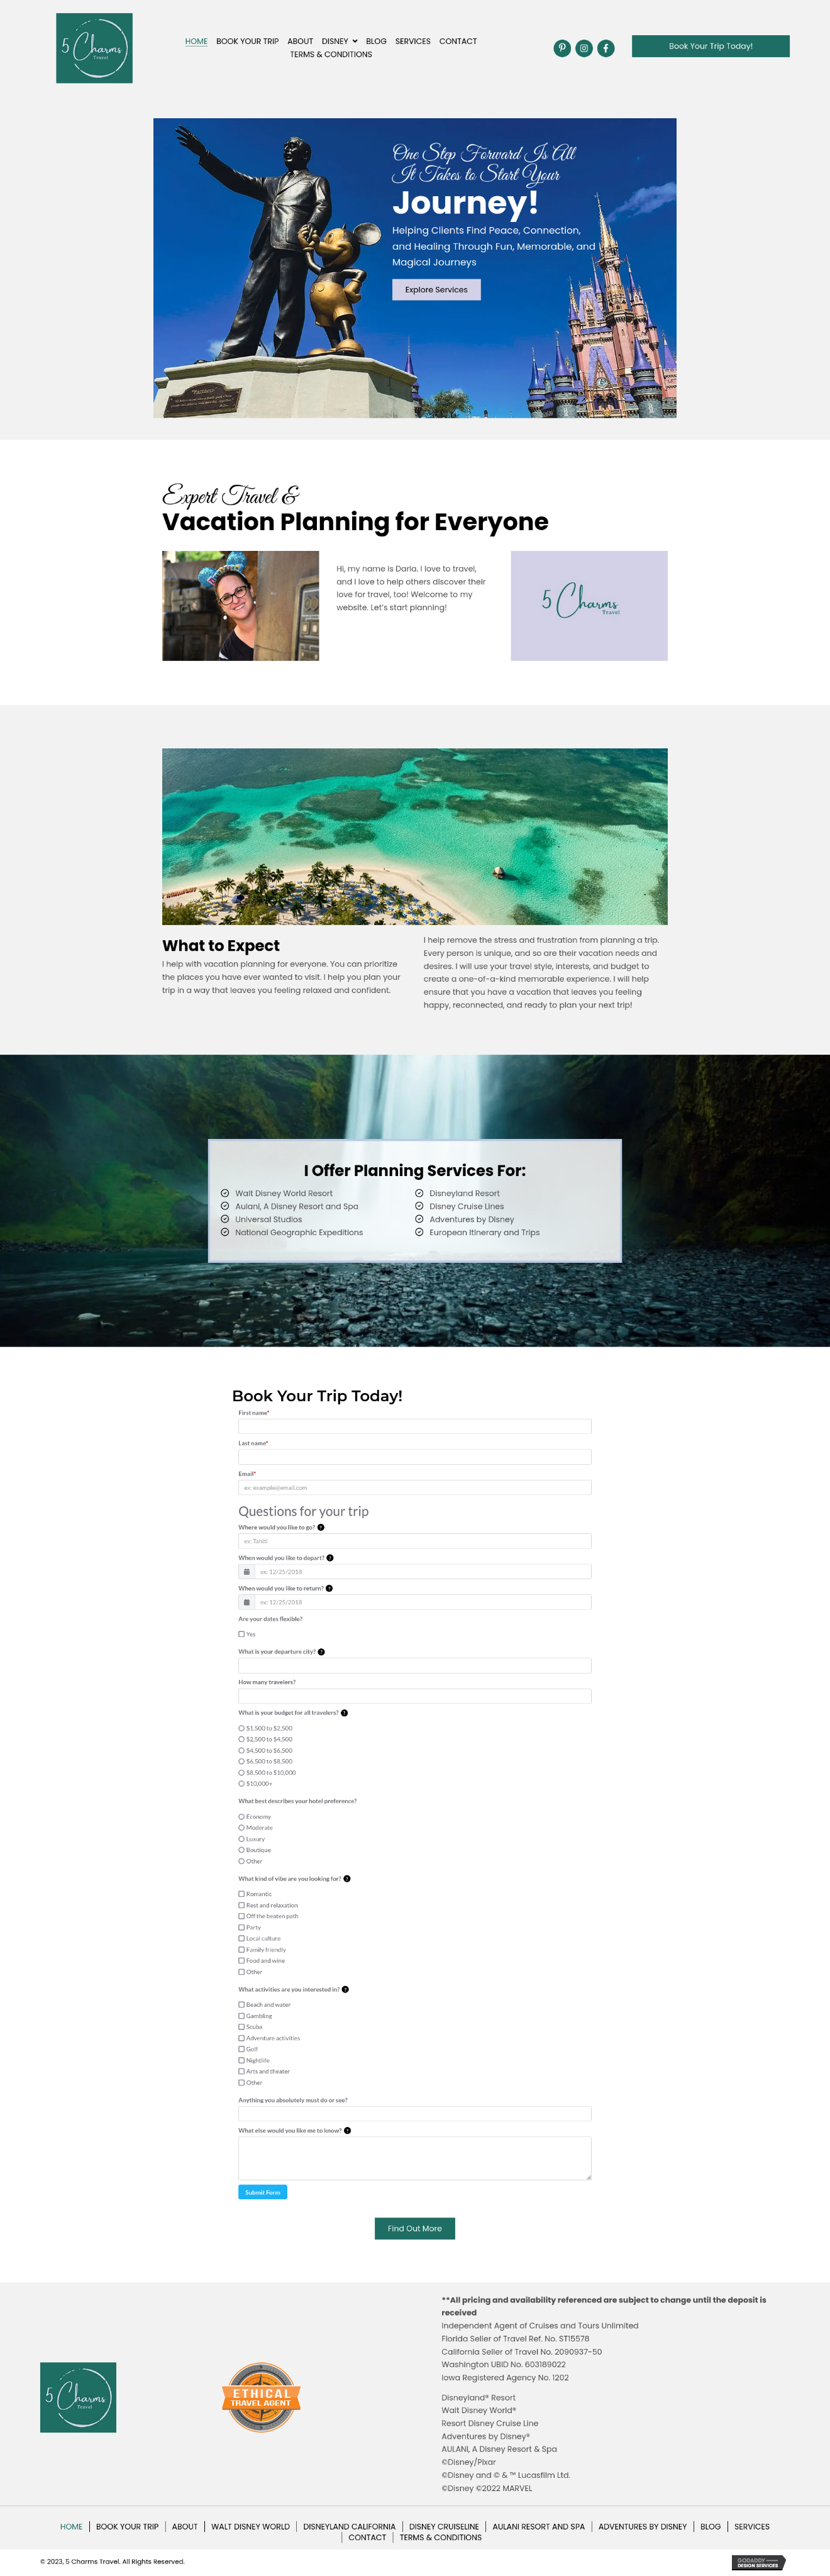 5 Charms
Travel
HOME BOOK YOUR TRIP ABOUT DISNEY BLOG SERVICES CONTACT
TERMS & CONDITIONS
Book Your Trip Today!
One Step Forward Is All
It Takes to Start Your
Journey!
Helping Clients Find Peace, Connection,
and Healing Through Fun, Memorable, and
Magical Journeys
Explore Services
Expert Travel &
Vacation Planning for Everyone
Hi, my name is Darla. I love to travel,
and I love to help others discover their
love for travel, too! Welcome to my
website. Let's start planning!
5 Charms
Travel
What to Expect
I help with vacation planning for everyone. You can prioritize
the places you have ever wanted to visit. I help you plan your
trip in a way that leaves you feeling relaxed and confident.
I help remove the stress and frustration from planning a trip.
Every person is unique, and so are their vacation needs and
desires. I will use your travel style, interests, and budget to
create a one-of-a-kind memorable experience. I will help
ensure that you have a vacation that leaves you feeling
happy, reconnected, and ready to plan your next trip!
I Offer Planning Services For:
Walt Disney World Resort
Aulani, A Disney Resort and Spa
Universal Studios
National Geographic Expeditions
Disneyland Resort
Disney Cruise Lines
Adventures by Disney
European Itinerary and Trips
Book Your Trip Today!
First name*
Last name*
Email*
ex: example@email.com
Questions for your trip
Where would you like to go? ?
ex: Tahiti
When would you like to depart? ?
ex: 12/25/2018
When would you like to return? ?
ex: 12/25/2018
Are your dates flexible?
Yes
What is your departure city? ?
How many travelers?
What is your budget for all travelers? ?
$1,500 to $2,500
$2,500 to $4,500
$4,500 to $6,500
$6,500 to $8,500
$8,500 to $10,000
$10,000+
What best describes your hotel preference?
Economy
Moderate
Luxury
Boutique
Other
What kind of vibe are you looking for? ?
Romantic
Rest and relaxation
Off the beaten path
Party
Local culture
Family friendly
Food and wine
Other
What activities are you interested in? ?
Beach and water
Gambling
Scuba
Adventure activities
Golf
Nightlife
Arts and theater
Other
Anything you absolutely must do or see?
What else would you like me to know? ?
Submit Form
Find Out More
5 Charms
Travel
ETHICAL
TRAVEL AGENT
**All pricing and availability referenced are subject to change until the deposit is
received
Independent Agent of Cruises and Tours Unlimited
Florida Seller of Travel Ref. No. ST15578
California Seller of Travel No. 2090937-50
Washington UBID No. 603189022
Iowa Registered Agency No. 1202
Disneyland® Resort
Walt Disney World®
Resort Disney Cruise Line
Adventures by Disney®
AULANI, A Disney Resort & Spa
©Disney/Pixar
©Disney and © & ™ Lucasfilm Ltd.
©Disney ©2022 MARVEL
HOME BOOK YOUR TRIP ABOUT WALT DISNEY WORLD DISNEYLAND CALIFORNIA DISNEY CRUISELINE AULANI RESORT AND SPA ADVENTURES BY DISNEY BLOG SERVICES
CONTACT TERMS & CONDITIONS
© 2023, 5 Charms Travel. All Rights Reserved.
GODADDY
DESIGN SERVICES